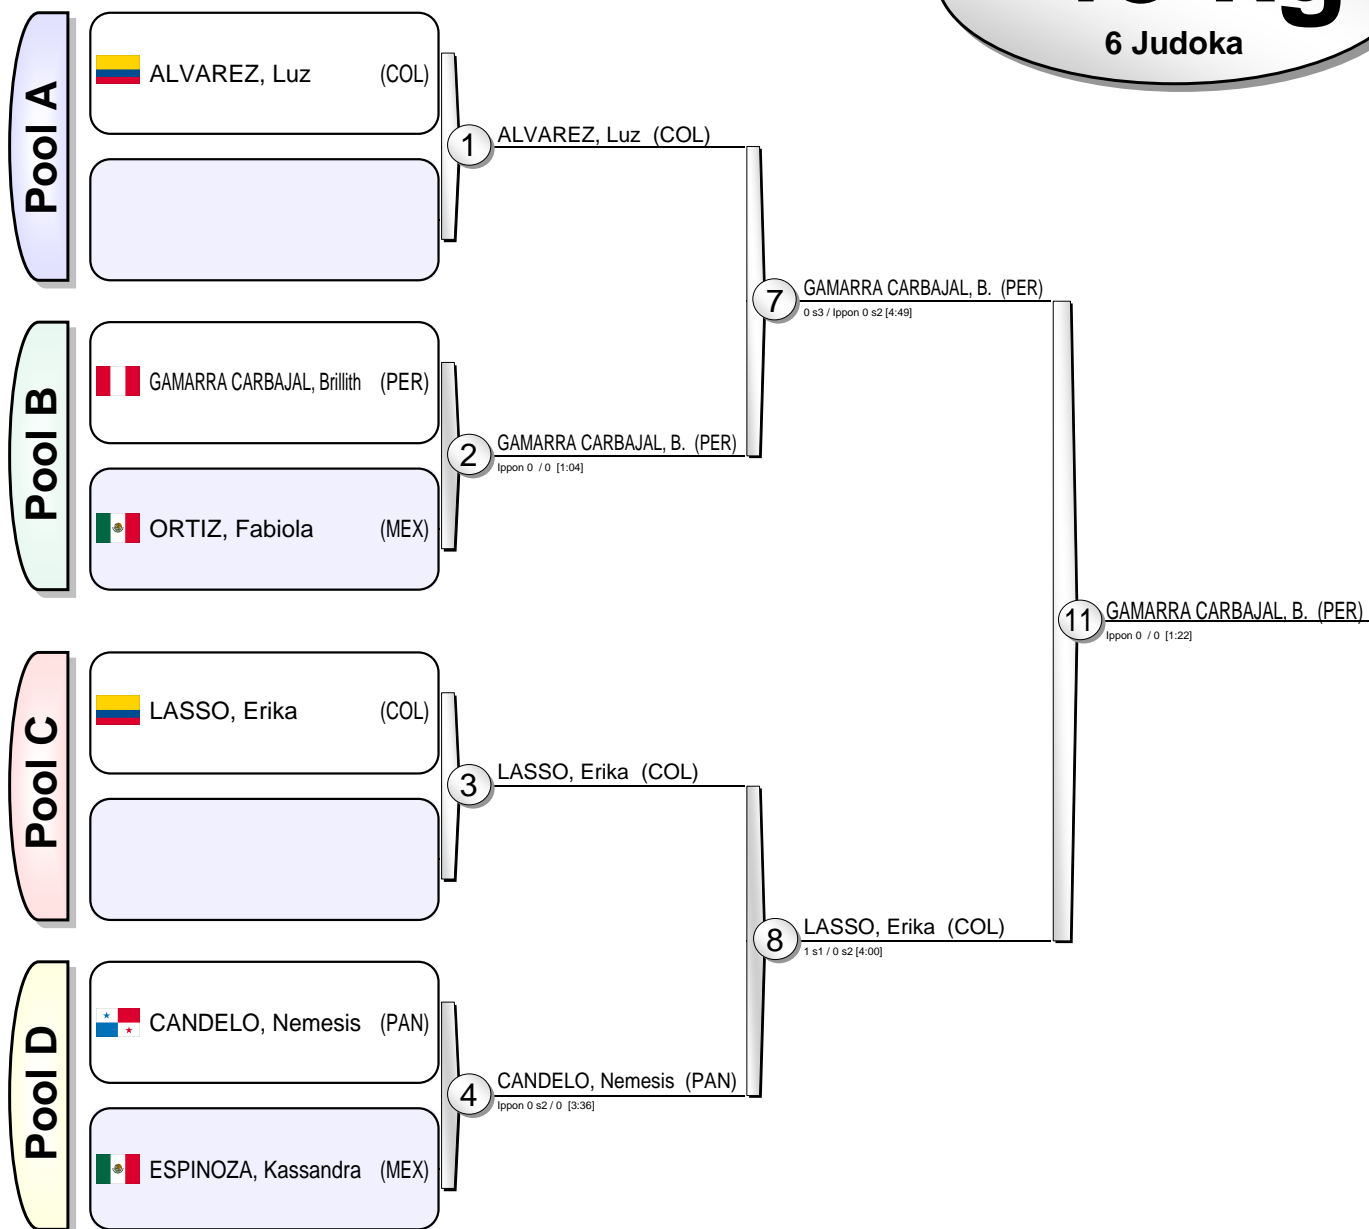 6 Judoka
Pool A
ALVAREZ, Luz (COL)
1
ALVAREZ, Luz (COL)
7
GAMARRA CARBAJAL, B. (PER)
0 s3 / Ippon 0 s2 [4:49]
Pool B
GAMARRA CARBAJAL, Brillith (PER)
2
GAMARRA CARBAJAL, B. (PER)
Ippon 0 / 0 [1:04]
ORTIZ, Fabiola (MEX)
11
GAMARRA CARBAJAL, B. (PER)
Ippon 0 / 0 [1:22]
Pool C
LASSO, Erika (COL)
3
LASSO, Erika (COL)
8
LASSO, Erika (COL)
1 s1 / 0 s2 [4:00]
Pool D
CANDELO, Nemesis (PAN)
4
CANDELO, Nemesis (PAN)
Ippon 0 s2 / 0 [3:36]
ESPINOZA, Kassandra (MEX)